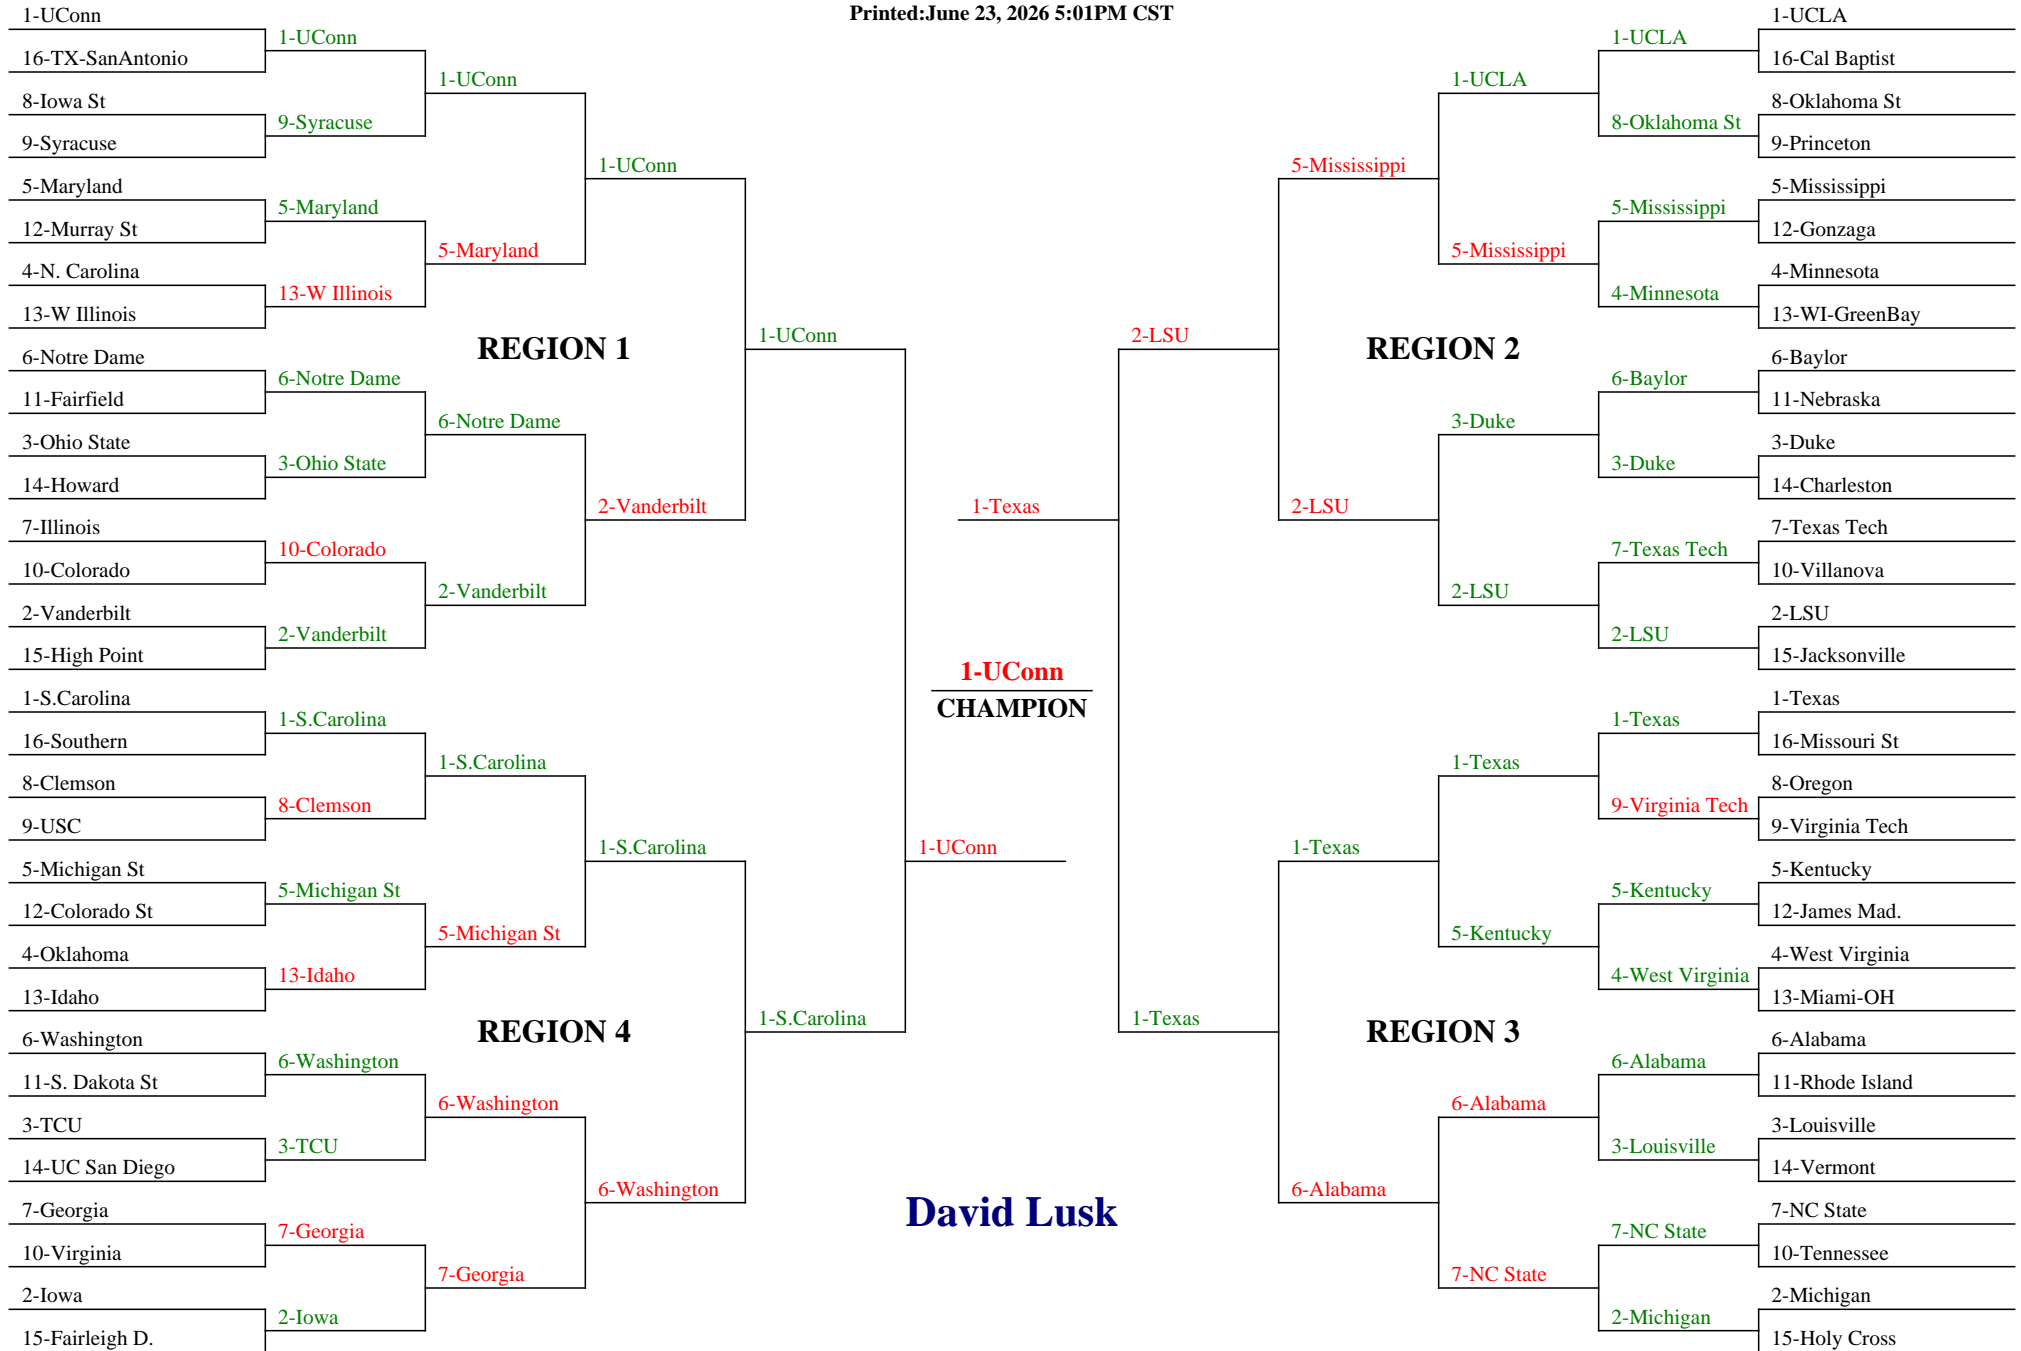 Printed:June 23, 2026 5:01PM CST
1-UConn
16-TX-SanAntonio
8-Iowa St
9-Syracuse
5-Maryland
12-Murray St
4-N. Carolina
13-W Illinois
6-Notre Dame
11-Fairfield
3-Ohio State
14-Howard
7-Illinois
10-Colorado
2-Vanderbilt
15-High Point
1-S.Carolina
16-Southern
8-Clemson
9-USC
5-Michigan St
12-Colorado St
4-Oklahoma
13-Idaho
6-Washington
11-S. Dakota St
3-TCU
14-UC San Diego
7-Georgia
10-Virginia
2-Iowa
15-Fairleigh D.
1-UConn
9-Syracuse
5-Maryland
13-W Illinois
6-Notre Dame
3-Ohio State
10-Colorado
2-Vanderbilt
1-S.Carolina
8-Clemson
5-Michigan St
13-Idaho
6-Washington
3-TCU
7-Georgia
2-Iowa
1-UConn
5-Maryland
6-Notre Dame
2-Vanderbilt
1-S.Carolina
5-Michigan St
6-Washington
7-Georgia
REGION 1
REGION 4
1-UConn
2-Vanderbilt
1-S.Carolina
6-Washington
1-UConn
1-S.Carolina
1-UConn
1-Texas
1-UConn
CHAMPION
David Lusk
2-LSU
1-Texas
5-Mississippi
2-LSU
1-Texas
6-Alabama
REGION 2
REGION 3
1-UCLA
5-Mississippi
3-Duke
2-LSU
1-Texas
5-Kentucky
6-Alabama
7-NC State
1-UCLA
8-Oklahoma St
5-Mississippi
4-Minnesota
6-Baylor
3-Duke
7-Texas Tech
2-LSU
1-Texas
9-Virginia Tech
5-Kentucky
4-West Virginia
6-Alabama
3-Louisville
7-NC State
2-Michigan
1-UCLA
16-Cal Baptist
8-Oklahoma St
9-Princeton
5-Mississippi
12-Gonzaga
4-Minnesota
13-WI-GreenBay
6-Baylor
11-Nebraska
3-Duke
14-Charleston
7-Texas Tech
10-Villanova
2-LSU
15-Jacksonville
1-Texas
16-Missouri St
8-Oregon
9-Virginia Tech
5-Kentucky
12-James Mad.
4-West Virginia
13-Miami-OH
6-Alabama
11-Rhode Island
3-Louisville
14-Vermont
7-NC State
10-Tennessee
2-Michigan
15-Holy Cross